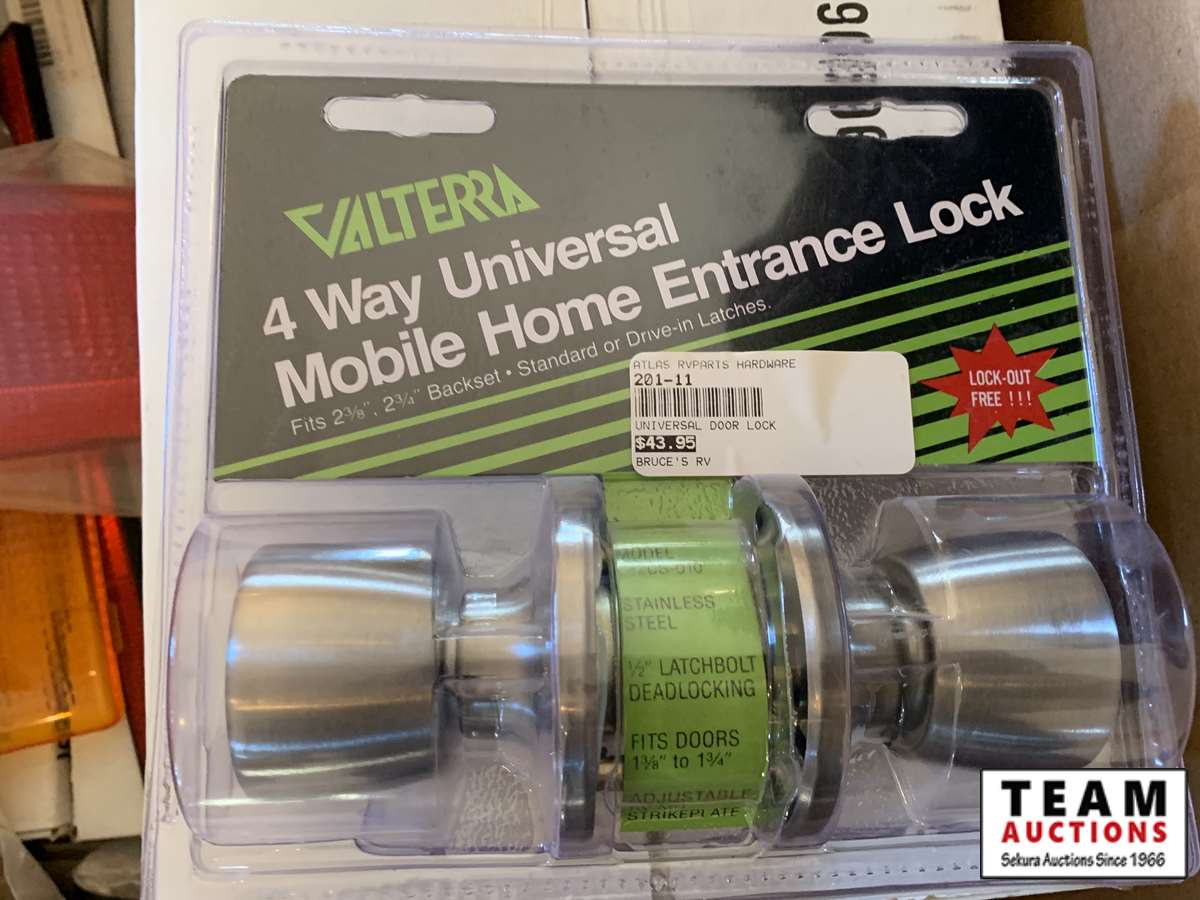 VALTERRA
4 Way Universal
Mobile Home Entrance Lock
Fits 2⅜", 2¾" Backset • Standard or Drive-in Latches.
ATLAS RVPARTS HARDWARE
201-11
UNIVERSAL DOOR LOCK
$43.95
BRUCE'S RV
LOCK-OUT
FREE !!!
MODEL
STAINLESS
STEEL
½" LATCHBOLT
DEADLOCKING
FITS DOORS
1⅜" to 1¾"
ADJUSTABLE
STRIKEPLATE
TEAM
AUCTIONS
Sekura Auctions Since 1966